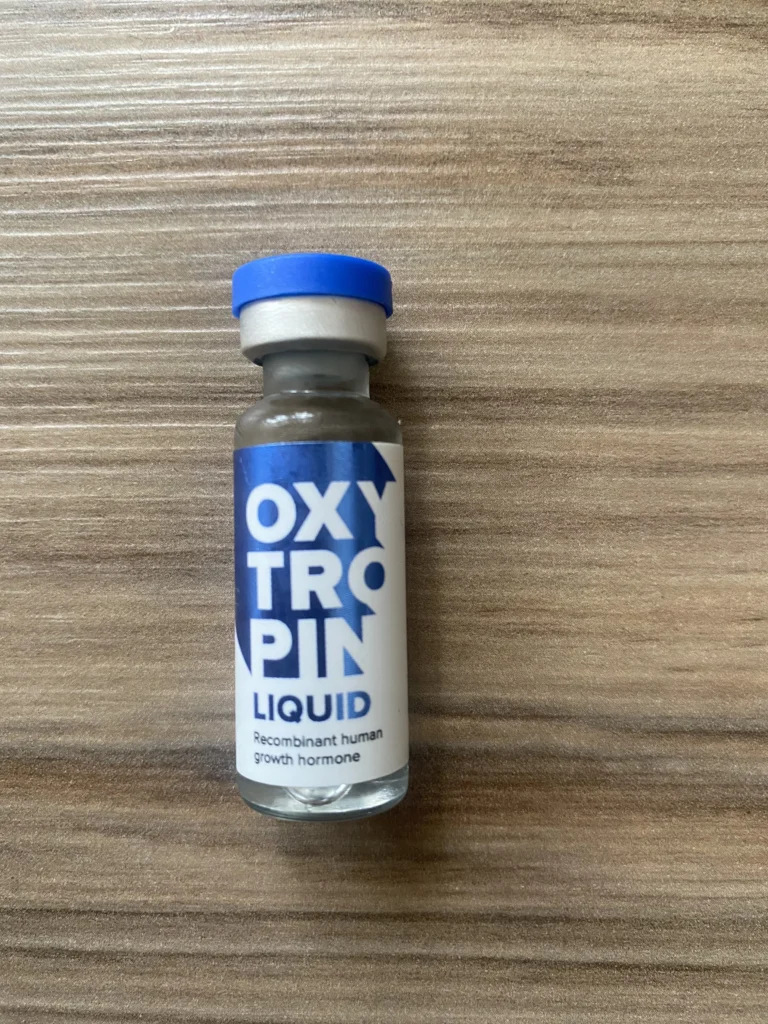 OXY
TRO
PIN
LIQUID
Recombinant human
growth hormone